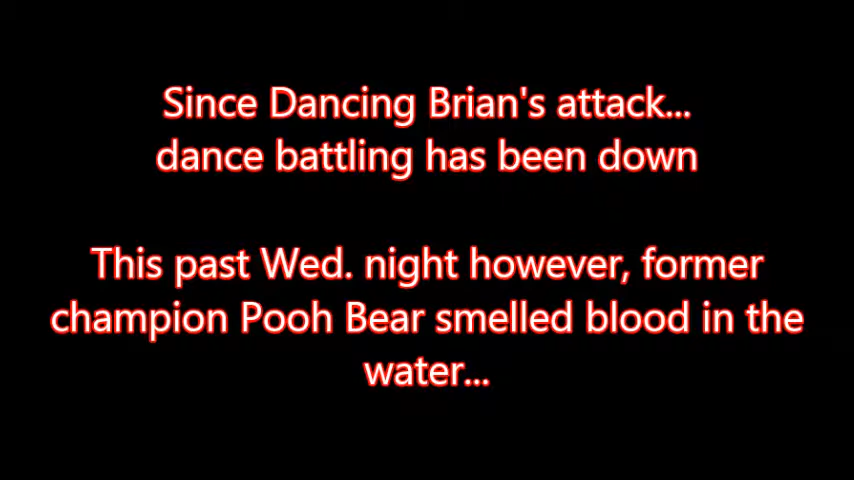 Since Dancing Brian's attack...
dance battling has been down
This past Wed. night however, former
champion Pooh Bear smelled blood in the
water...